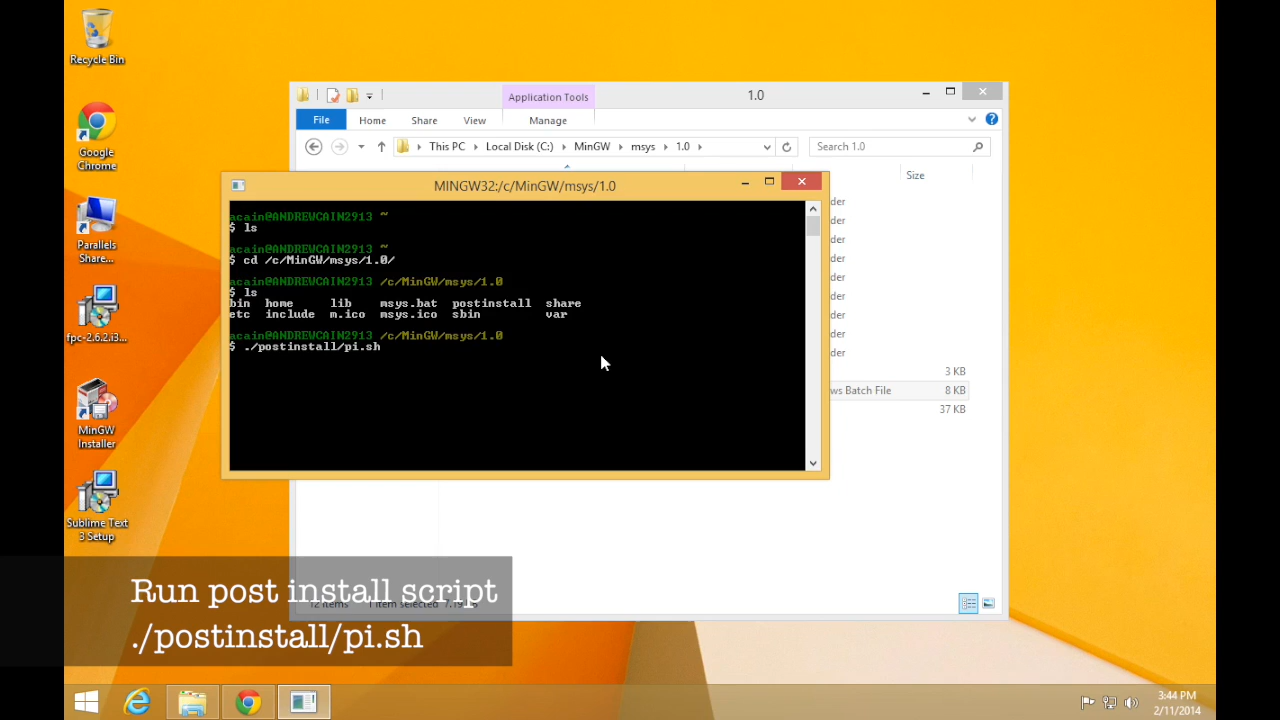 Recycle Bin
Google
Chrome
Parallels
Share...
fpc-2.6.2.i3...
MinGW
Installer
Sublime Text
3 Setup
Application Tools
1.0
File
Home
Share
View
Manage
This PC
Local Disk (C:)
MinGW
msys
1.0
Search 1.0
Size
MINGW32:/c/MinGW/msys/1.0
acain@ANDREWCAIN2913 ~
$ ls
acain@ANDREWCAIN2913 ~
$ cd /c/MinGW/msys/1.0/
acain@ANDREWCAIN2913 /c/MinGW/msys/1.0
$ ls
bin home lib msys.bat postinstall share
etc include m.ico msys.ico sbin var
acain@ANDREWCAIN2913 /c/MinGW/msys/1.0
$ ./postinstall/pi.sh
der
der
der
der
der
der
der
der
der
3 KB
ws Batch File 8 KB
37 KB
12 items 1 item selected
Run post install script
./postinstall/pi.sh
3:44 PM
2/11/2014